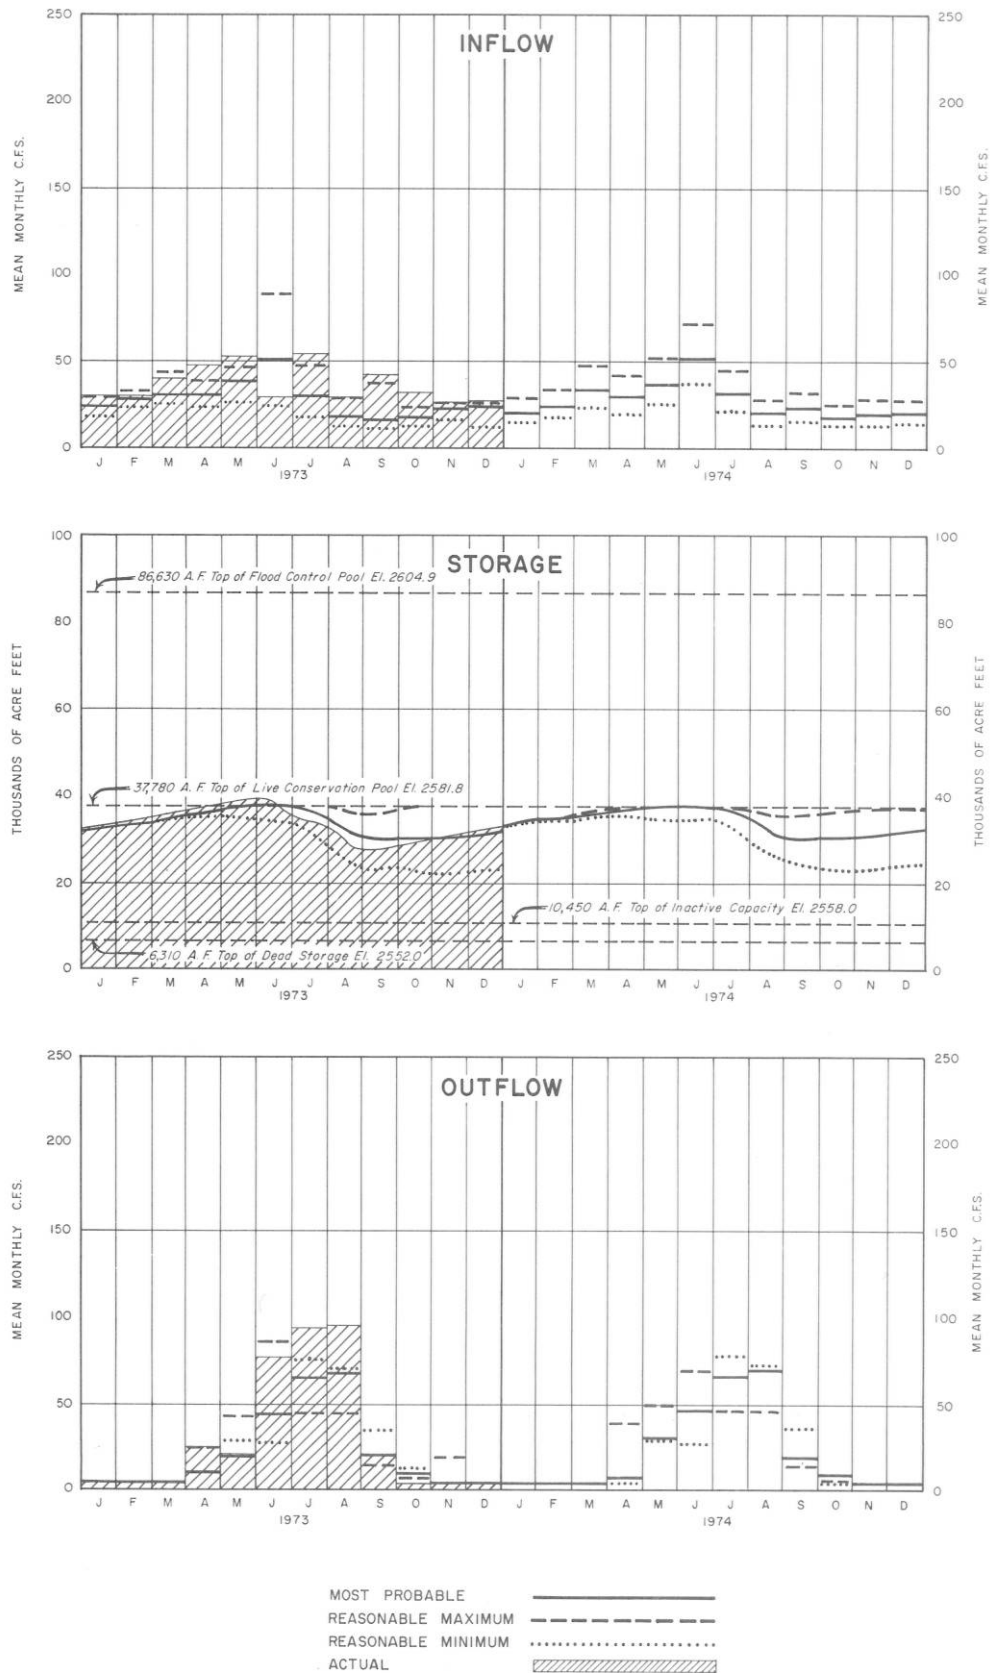 INFLOW
MEAN MONTHLY C.F.S.
250
200
150
100
50
0
250
200
150
100
50
0
MEAN MONTHLY C.F.S.
J F M A M J J A S O N D J F M A M J J A S O N D
1973 1974
STORAGE
THOUSANDS OF ACRE FEET
100
80
60
40
20
0
100
80
60
40
20
0
THOUSANDS OF ACRE FEET
86,630 A.F. Top of Flood Control Pool El. 2604.9
37,780 A.F. Top of Live Conservation Pool El. 2581.8
10,450 A.F. Top of Inactive Capacity El. 2558.0
6,310 A.F. Top of Dead Storage El. 2552.0
J F M A M J J A S O N D J F M A M J J A S O N D
1973 1974
OUTFLOW
MEAN MONTHLY C.F.S.
250
200
150
100
50
0
250
200
150
100
50
0
MEAN MONTHLY C.F.S.
J F M A M J J A S O N D J F M A M J J A S O N D
1973 1974
MOST PROBABLE
REASONABLE MAXIMUM
REASONABLE MINIMUM
ACTUAL